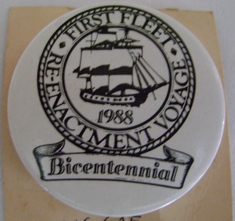 • FIRST FLEET •
RE-ENACTMENT VOYAGE
1988
Bicentennial